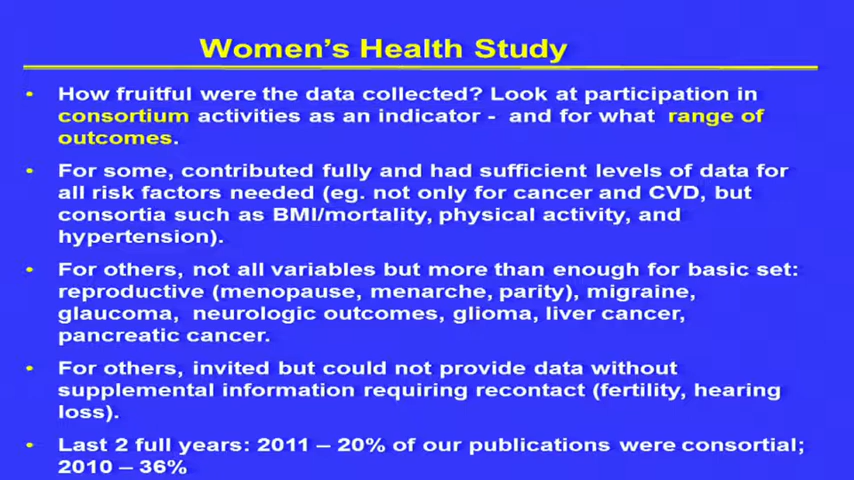 Women's Health Study
• How fruitful were the data collected? Look at participation in
consortium activities as an indicator - and for what range of
outcomes.
• For some, contributed fully and had sufficient levels of data for
all risk factors needed (eg. not only for cancer and CVD, but
consortia such as BMI/mortality, physical activity, and
hypertension).
• For others, not all variables but more than enough for basic set:
reproductive (menopause, menarche, parity), migraine,
glaucoma, neurologic outcomes, glioma, liver cancer,
pancreatic cancer.
• For others, invited but could not provide data without
supplemental information requiring recontact (fertility, hearing
loss).
• Last 2 full years: 2011 – 20% of our publications were consortial;
2010 – 36%